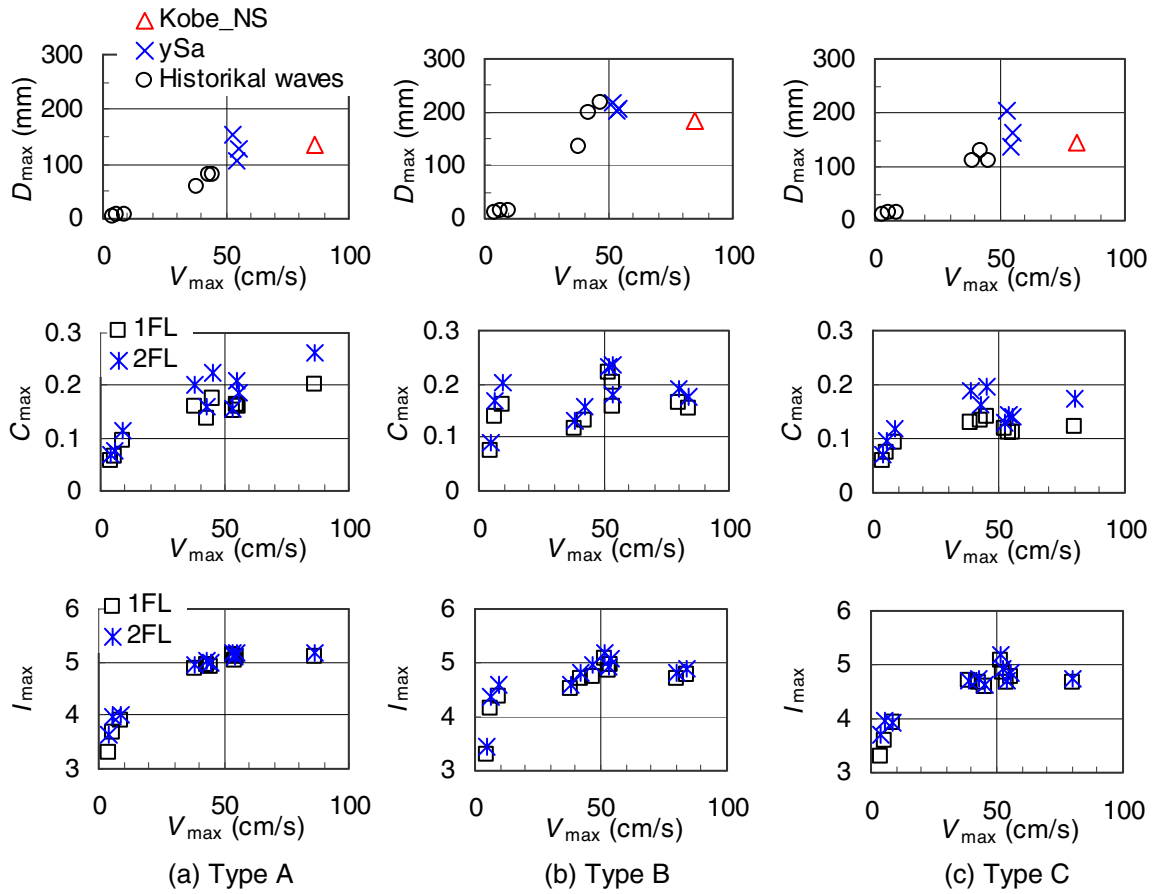 Kobe_NS
ySa
Historikal waves
300
200
100
0
Dmax (mm)
0 50 100
Vmax (cm/s)
300
200
100
0
Dmax (mm)
0 50 100
Vmax (cm/s)
300
200
100
0
Dmax (mm)
0 50 100
Vmax (cm/s)
1FL
2FL
0.3
0.2
0.1
0
Cmax
0 50 100
Vmax (cm/s)
0.3
0.2
0.1
0
Cmax
0 50 100
Vmax (cm/s)
0.3
0.2
0.1
0
Cmax
0 50 100
Vmax (cm/s)
1FL
2FL
6
5
4
3
Imax
0 50 100
Vmax (cm/s)
6
5
4
3
Imax
0 50 100
Vmax (cm/s)
6
5
4
3
Imax
0 50 100
Vmax (cm/s)
(a) Type A
(b) Type B
(c) Type C